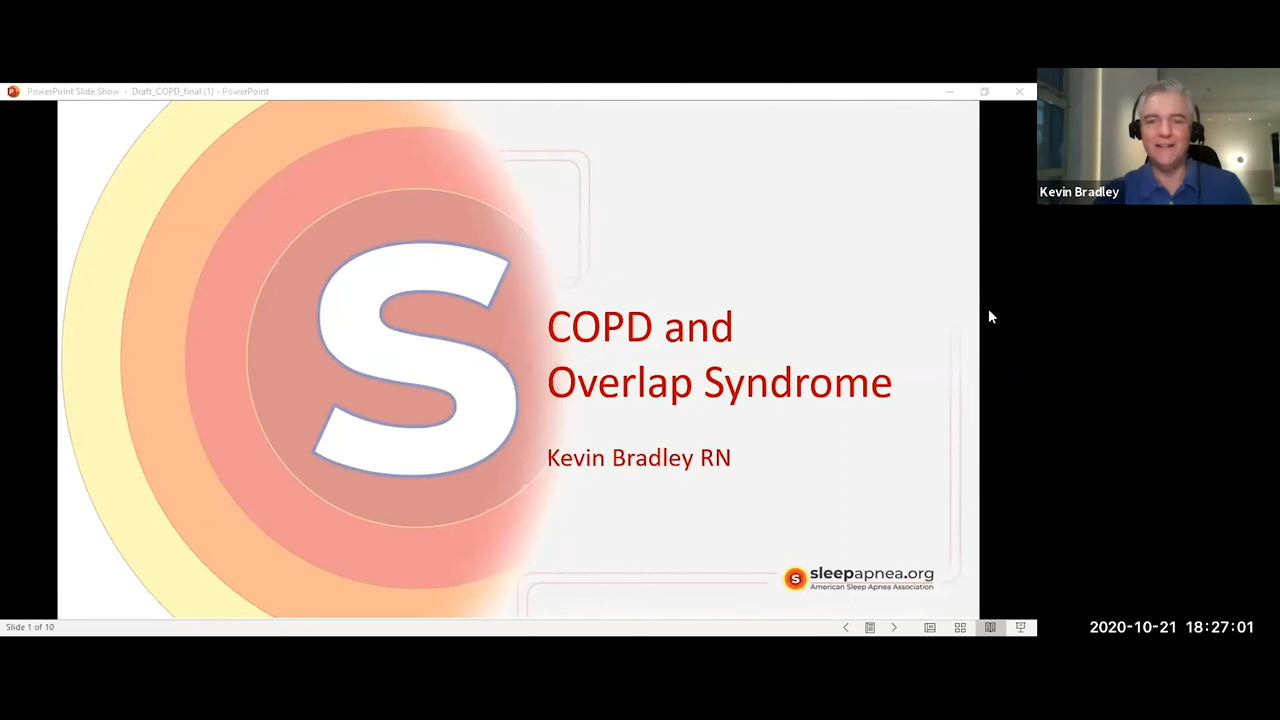 PowerPoint Slide Show - Draft_COPD_final (1) - PowerPoint
Kevin Bradley
S
COPD and
Overlap Syndrome
Kevin Bradley RN
S sleepapnea.org
American Sleep Apnea Association
Slide 1 of 10
2020-10-21 18:27:01